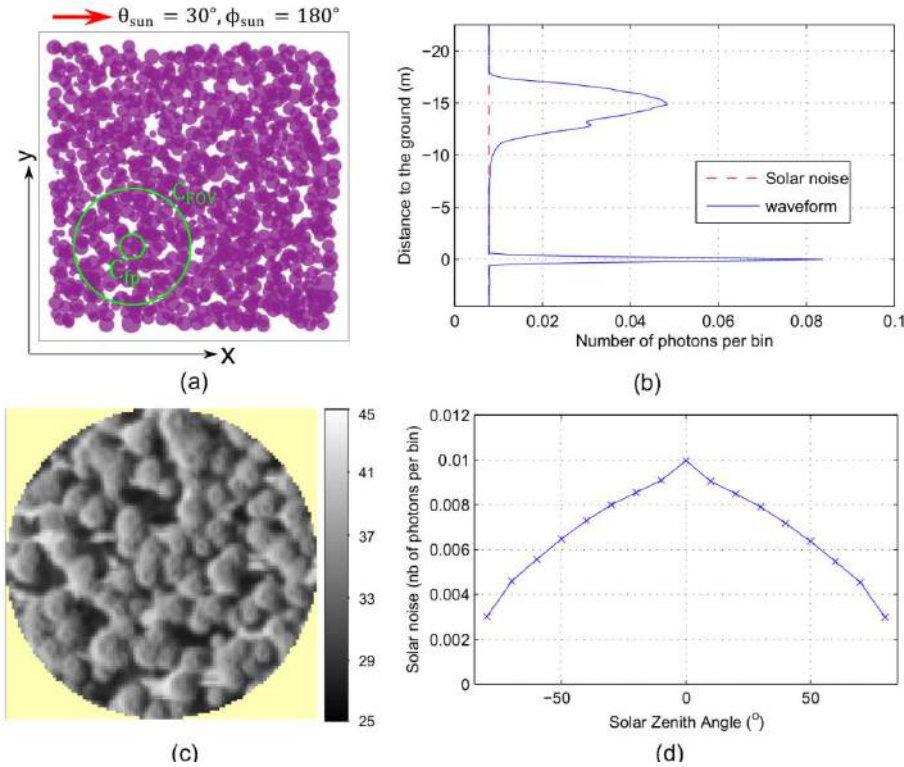 θsun = 30°, ϕsun = 180°
CFOV
Cfp
y
x
(a)
−20
−15
−10
−5
0
Distance to the ground (m)
Solar noise
waveform
0 0.02 0.04 0.06 0.08 0.1
Number of photons per bin
(b)
45
41
37
33
29
25
(c)
0.012
0.01
0.008
0.006
0.004
0.002
0
Solar noise (nb of photons per bin)
−50 0 50
Solar Zenith Angle (°)
(d)